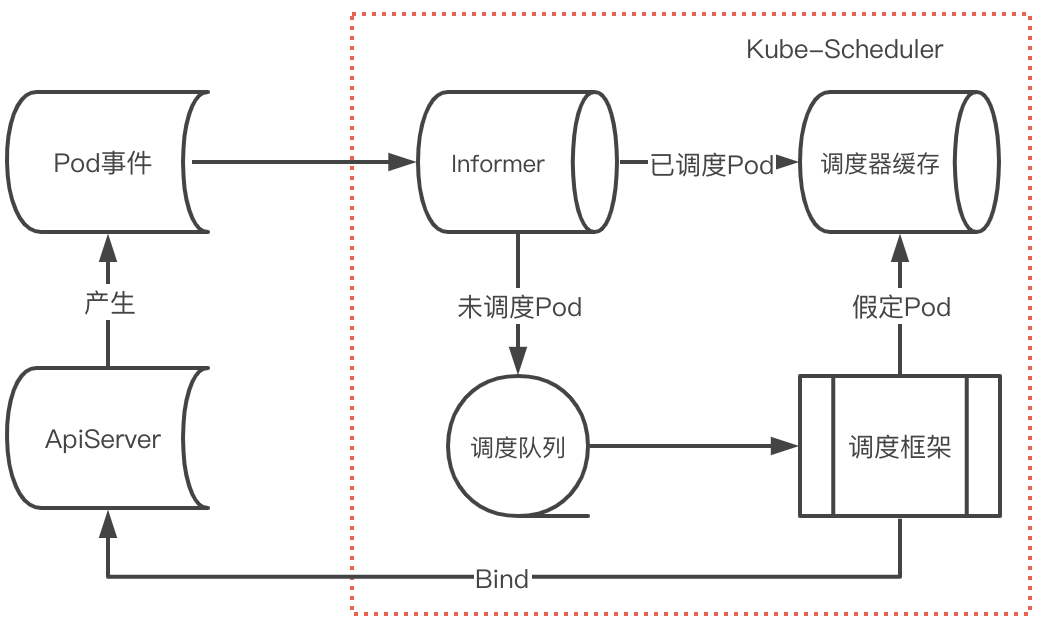 Kube-Scheduler
Pod事件
Informer
已调度Pod
调度器缓存
产生
未调度Pod
假定Pod
ApiServer
调度队列
调度框架
Bind